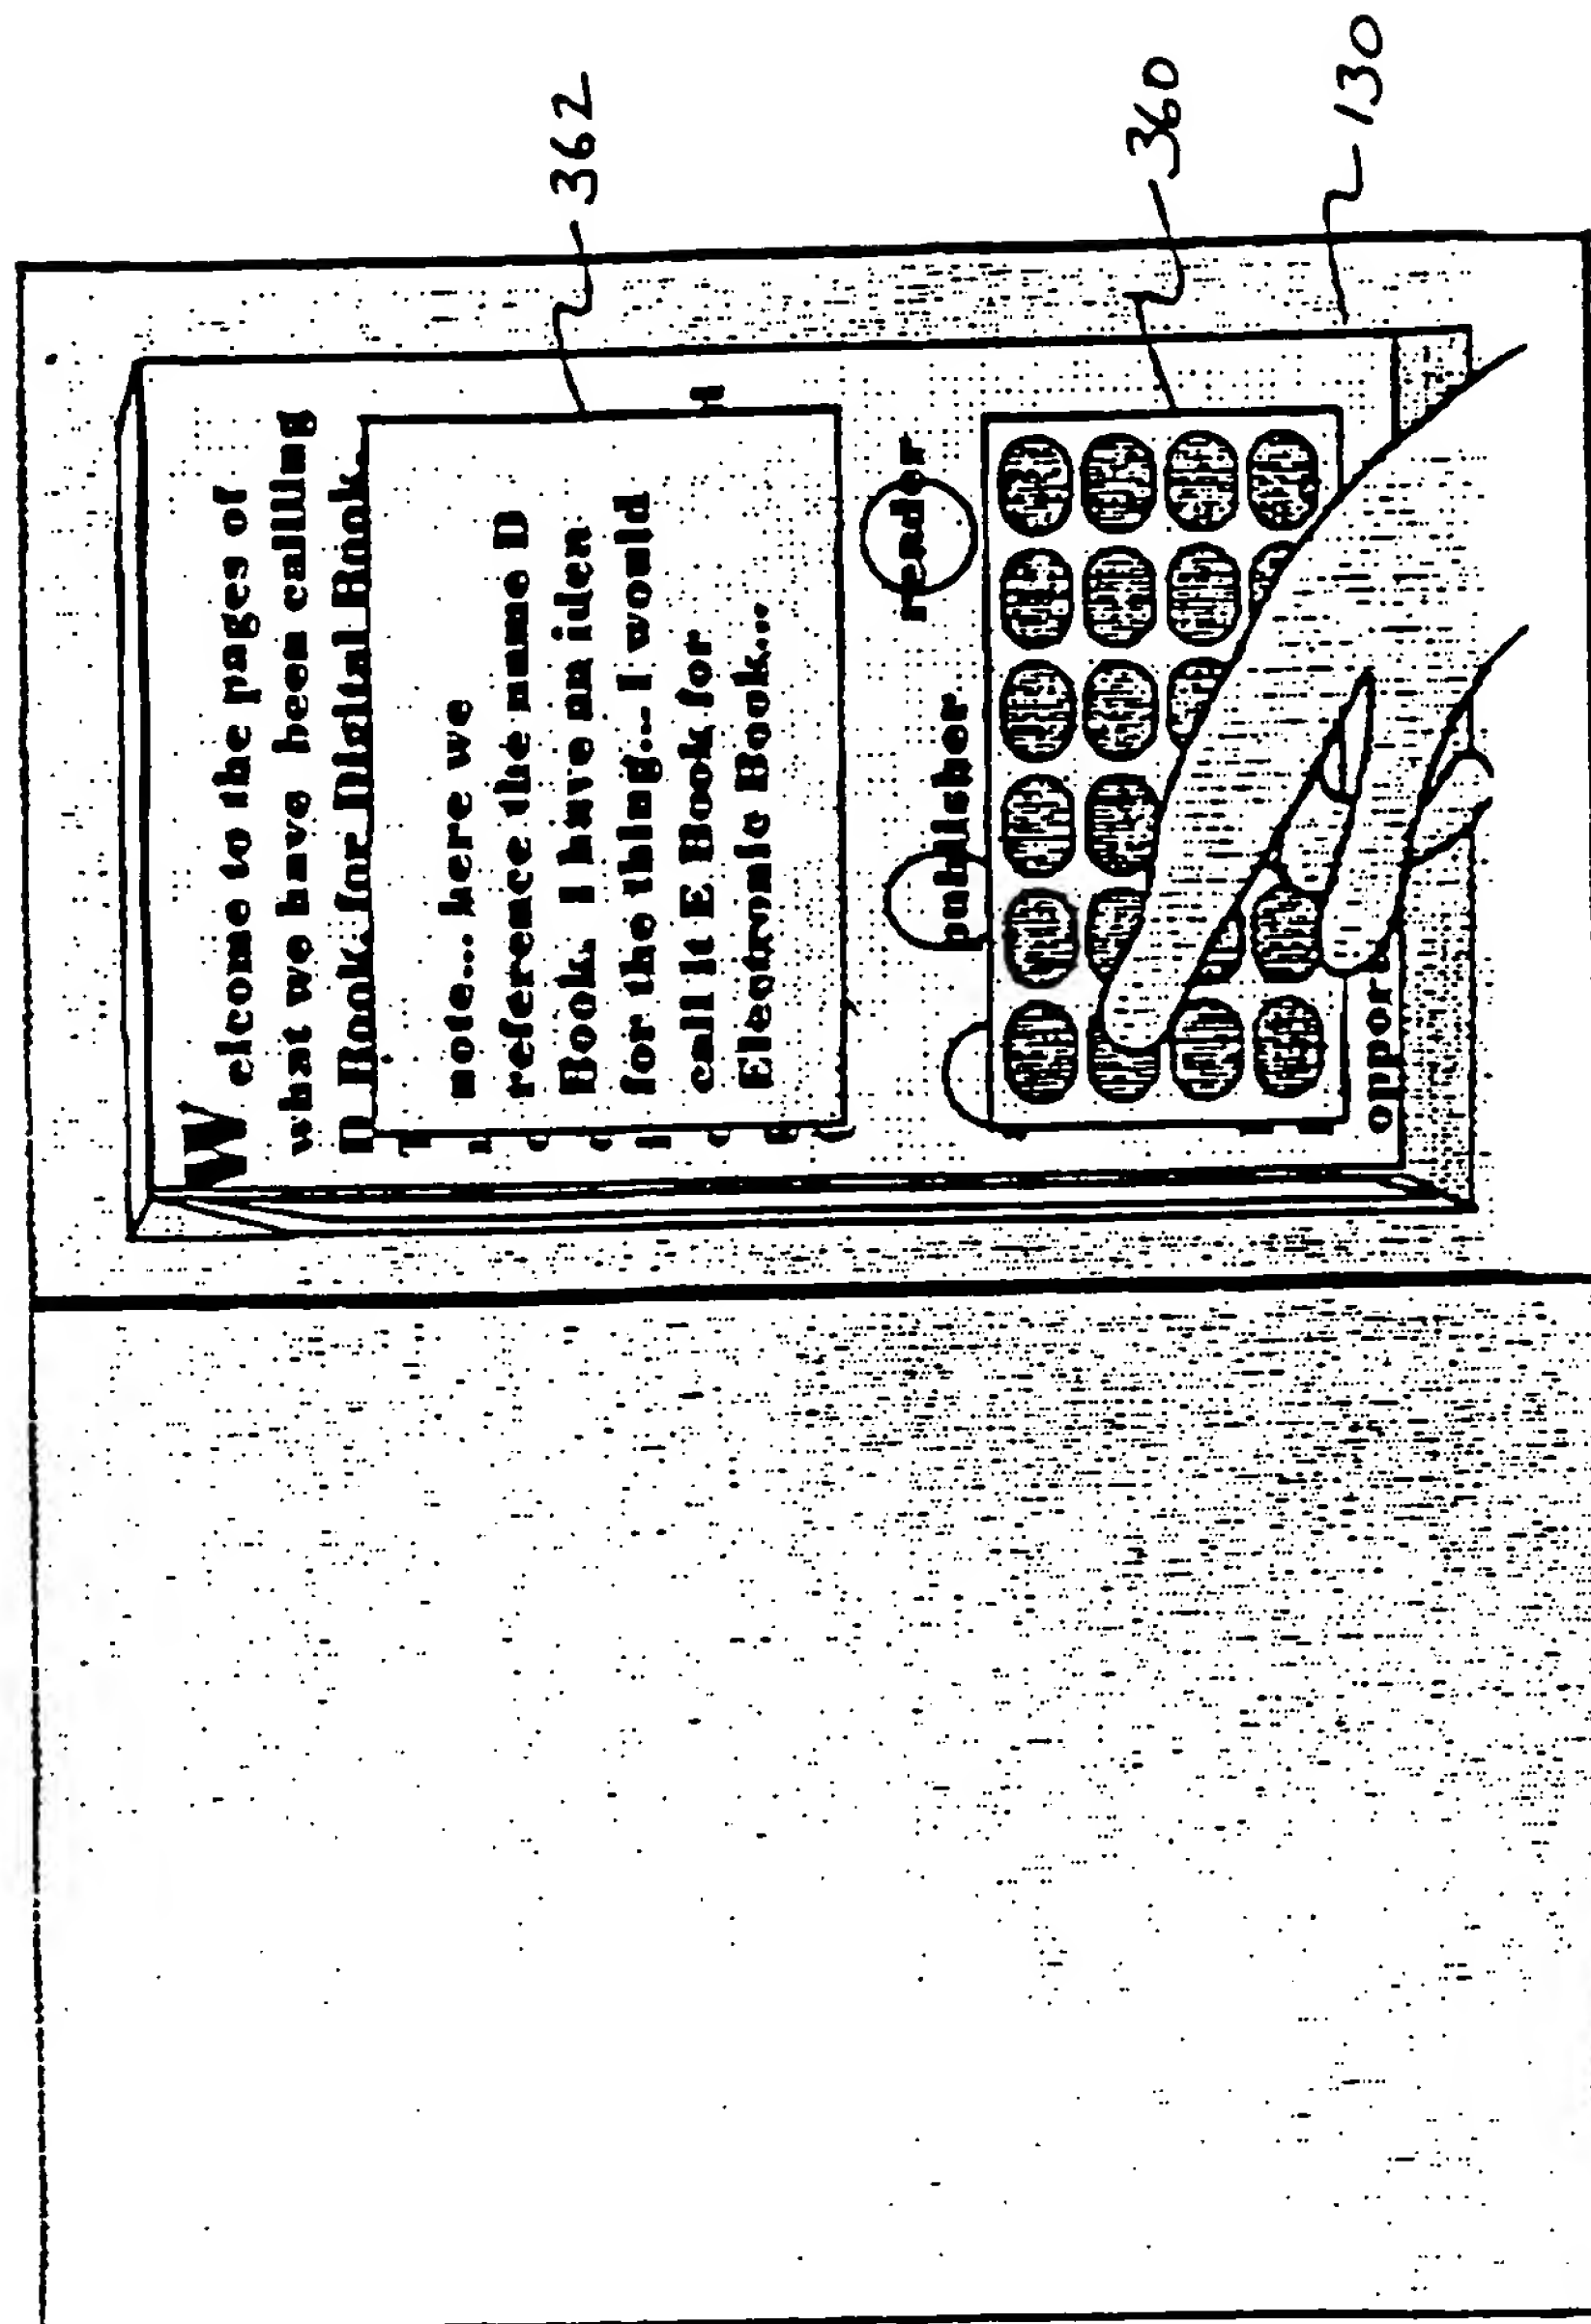 Welcome to the pages of
what we have been calling
D Book, for Digital Book.
note... here we
reference the name D
Book. I have an idea
for the thing... I would
call it E Book for
Electronic Book...
reader
publisher
oppor
362
360
130